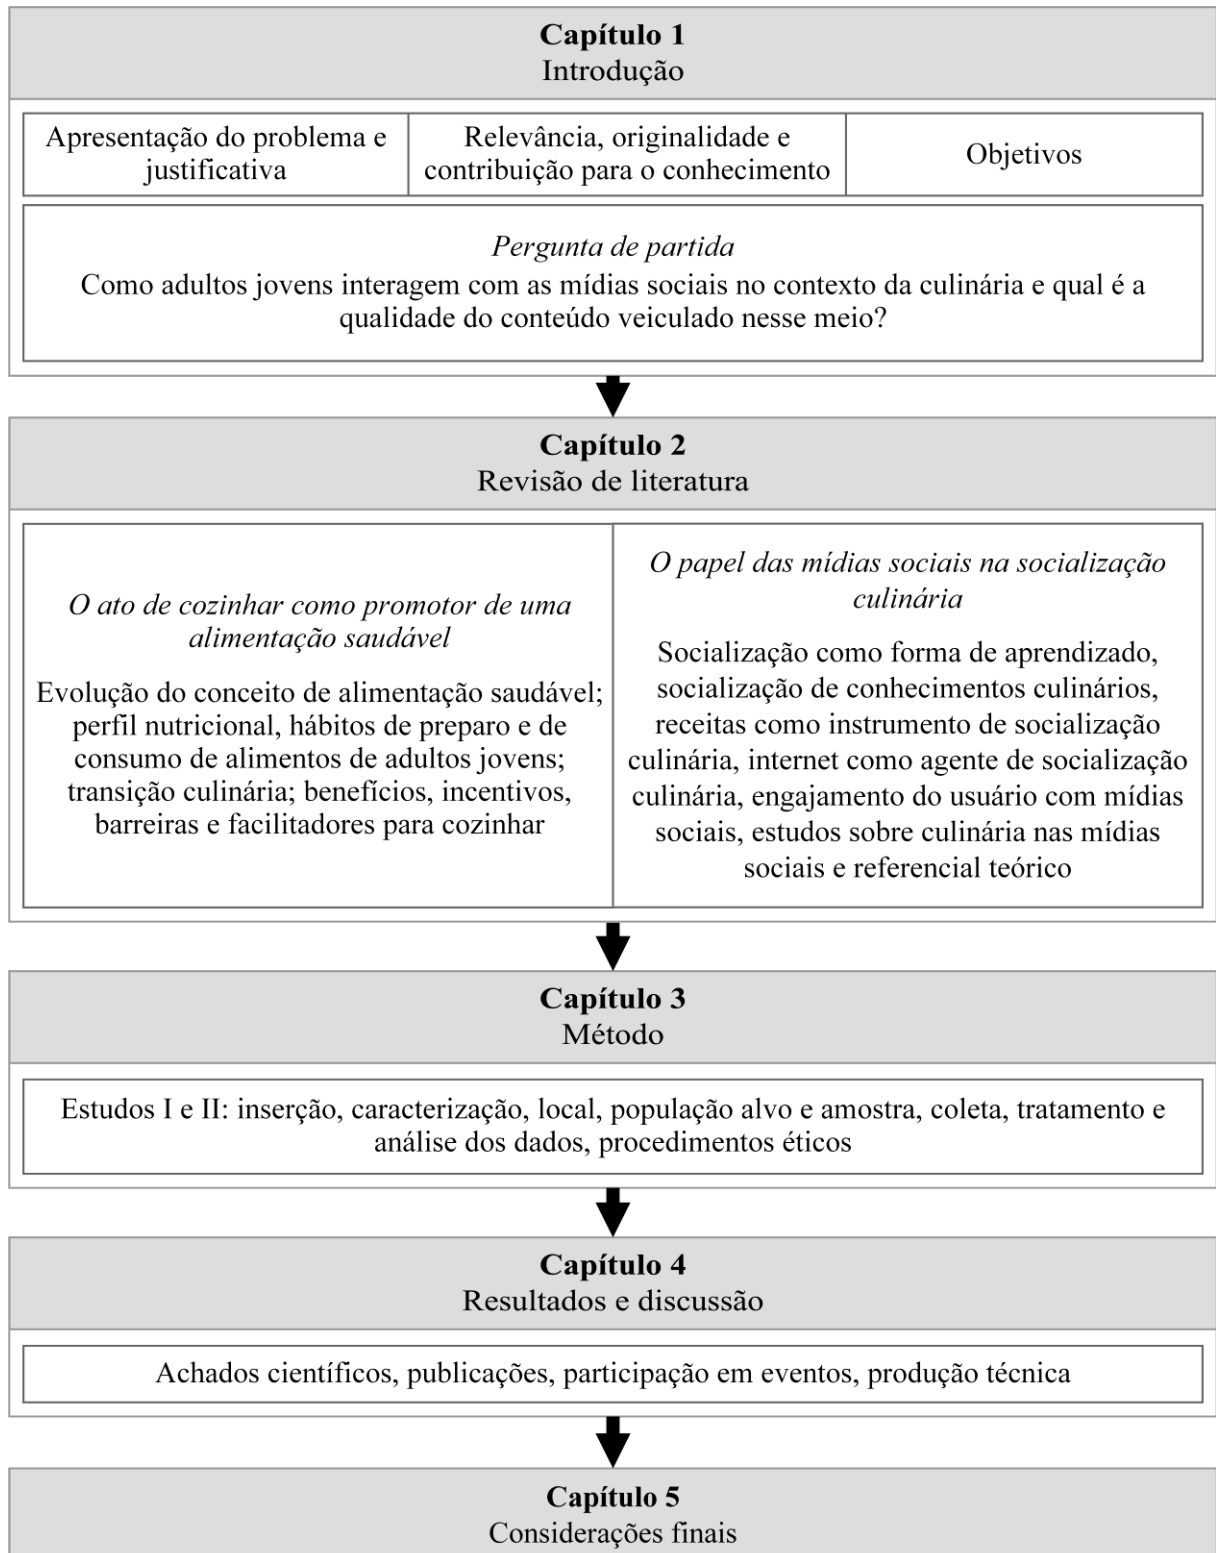 Capítulo 1
Introdução
Apresentação do problema e
justificativa
Relevância, originalidade e
contribuição para o conhecimento
Objetivos
Pergunta de partida
Como adultos jovens interagem com as mídias sociais no contexto da culinária e qual é a
qualidade do conteúdo veiculado nesse meio?
Capítulo 2
Revisão de literatura
O ato de cozinhar como promotor de uma
alimentação saudável
Evolução do conceito de alimentação saudável;
perfil nutricional, hábitos de preparo e de
consumo de alimentos de adultos jovens;
transição culinária; benefícios, incentivos,
barreiras e facilitadores para cozinhar
O papel das mídias sociais na socialização
culinária
Socialização como forma de aprendizado,
socialização de conhecimentos culinários,
receitas como instrumento de socialização
culinária, internet como agente de socialização
culinária, engajamento do usuário com mídias
sociais, estudos sobre culinária nas mídias
sociais e referencial teórico
Capítulo 3
Método
Estudos I e II: inserção, caracterização, local, população alvo e amostra, coleta, tratamento e
análise dos dados, procedimentos éticos
Capítulo 4
Resultados e discussão
Achados científicos, publicações, participação em eventos, produção técnica
Capítulo 5
Considerações finais